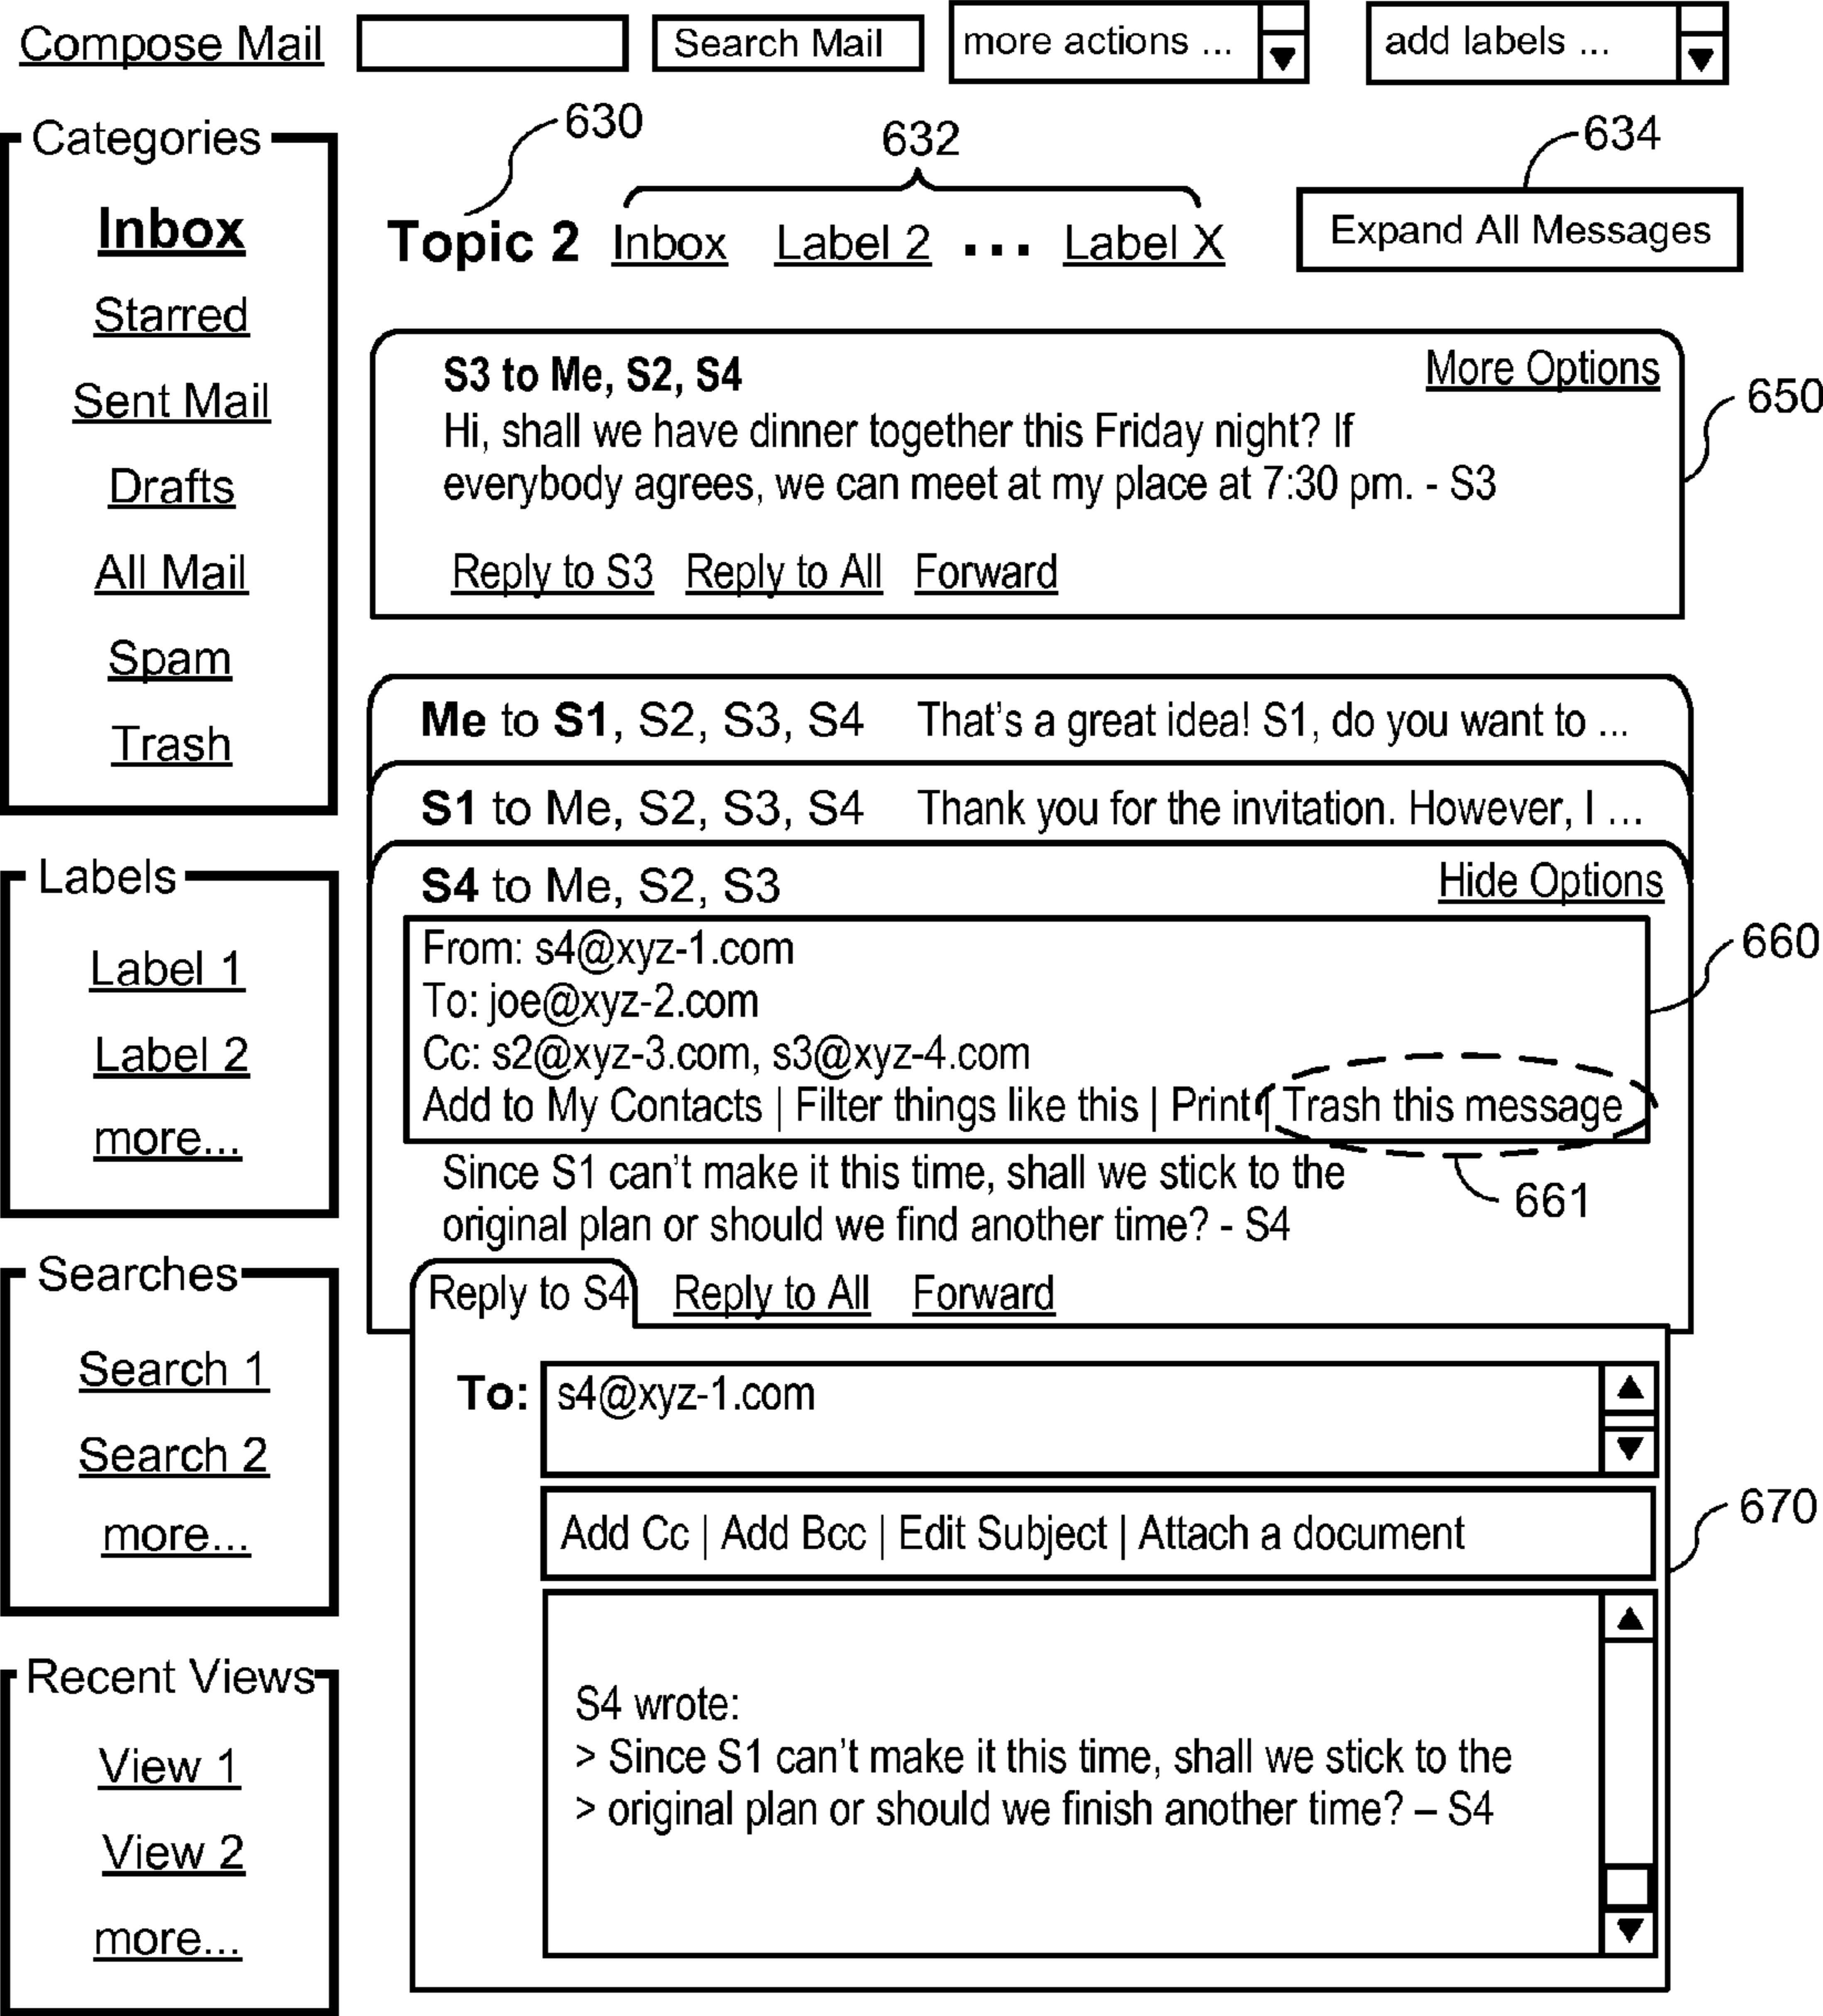 Compose Mail Search Mail more actions ... add labels ...
630 632 634
Categories
Inbox
Starred
Sent Mail
Drafts
All Mail
Spam
Trash
Labels
Label 1
Label 2
more...
Searches
Search 1
Search 2
more...
Recent Views
View 1
View 2
more...
Topic 2 Inbox Label 2 ... Label X Expand All Messages
S3 to Me, S2, S4 More Options
650
Hi, shall we have dinner together this Friday night? If
everybody agrees, we can meet at my place at 7:30 pm. - S3
Reply to S3 Reply to All Forward
Me to S1, S2, S3, S4 That's a great idea! S1, do you want to ...
S1 to Me, S2, S3, S4 Thank you for the invitation. However, I ...
S4 to Me, S2, S3 Hide Options
660
From: s4@xyz-1.com
To: joe@xyz-2.com
Cc: s2@xyz-3.com, s3@xyz-4.com
Add to My Contacts | Filter things like this | Print | Trash this message
661
Since S1 can't make it this time, shall we stick to the
original plan or should we find another time? - S4
Reply to S4 Reply to All Forward
To: s4@xyz-1.com
670
Add Cc | Add Bcc | Edit Subject | Attach a document
S4 wrote:
> Since S1 can't make it this time, shall we stick to the
> original plan or should we finish another time? – S4